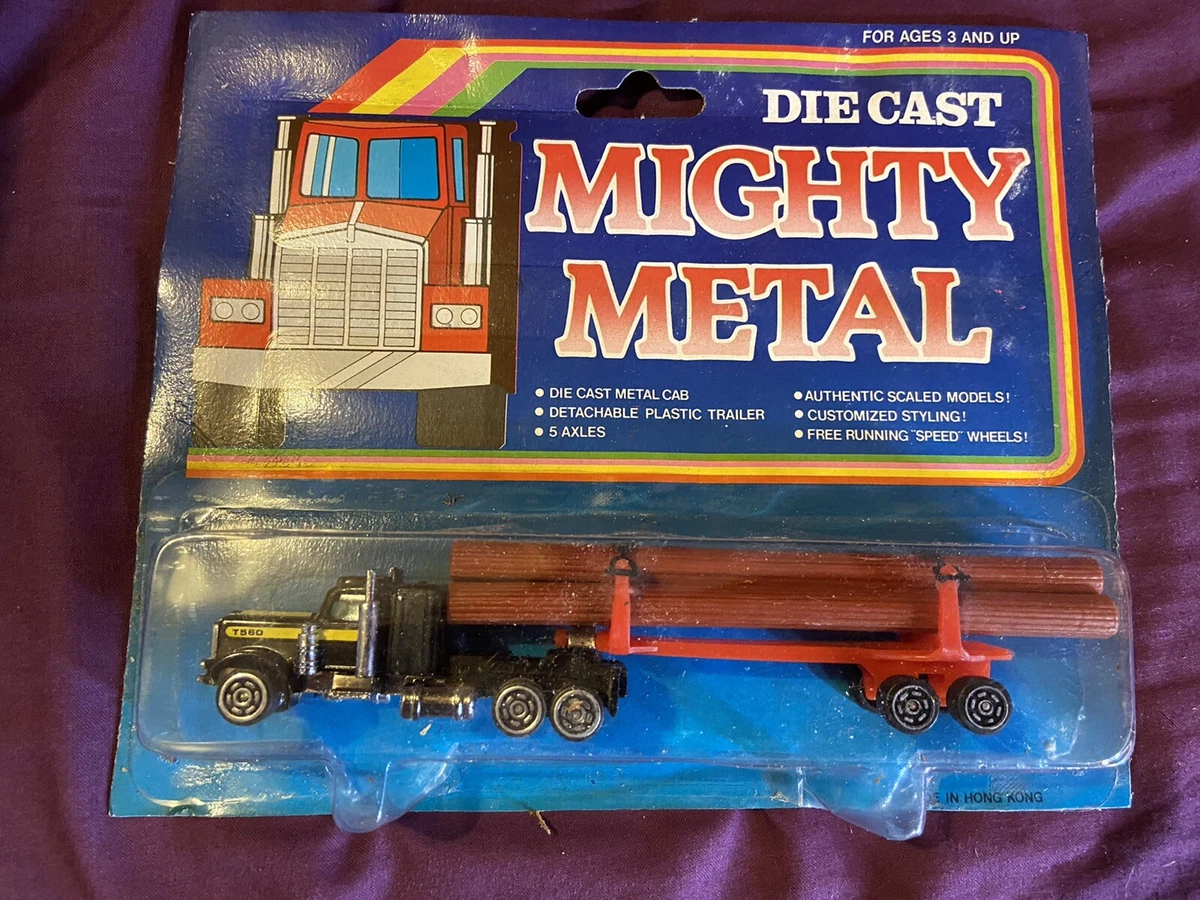 FOR AGES 3 AND UP
DIE CAST
MIGHTY
METAL
● DIE CAST METAL CAB
● DETACHABLE PLASTIC TRAILER
● 5 AXLES
● AUTHENTIC SCALED MODELS!
● CUSTOMIZED STYLING!
● FREE RUNNING "SPEED" WHEELS!
T560
IN HONG KONG